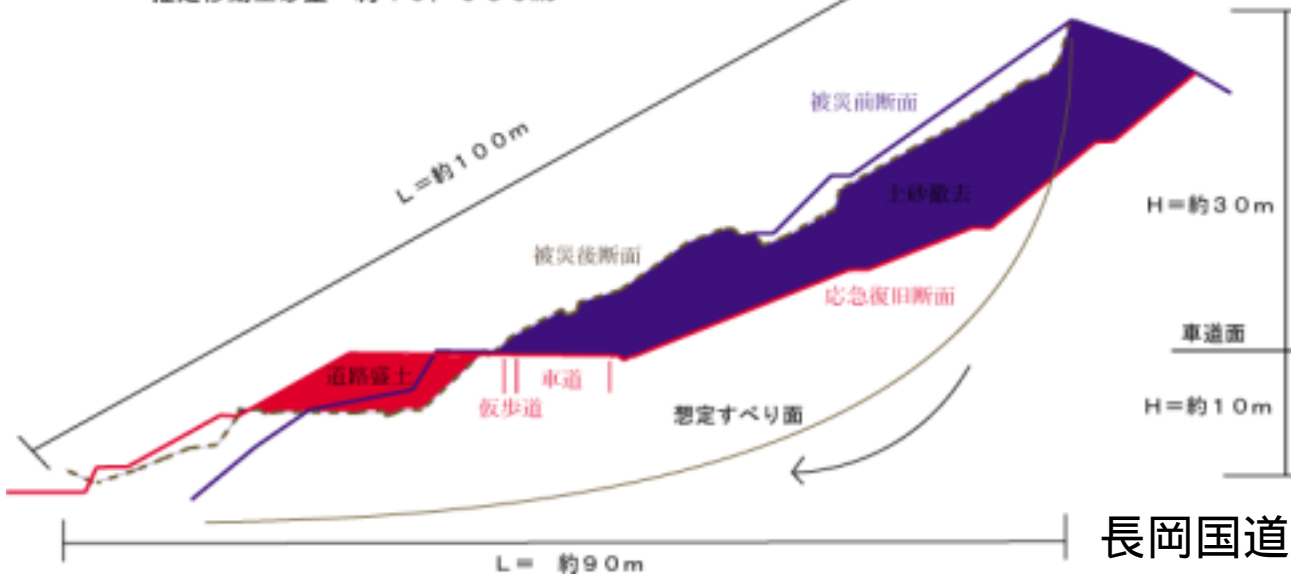 L=約100m
被災前断面
H=約30m
土砂撤去
被災後断面
応急復旧断面
車道面
道路盛土
車道
仮歩道
想定すべり面
H=約10m
長岡国道
L= 約90m